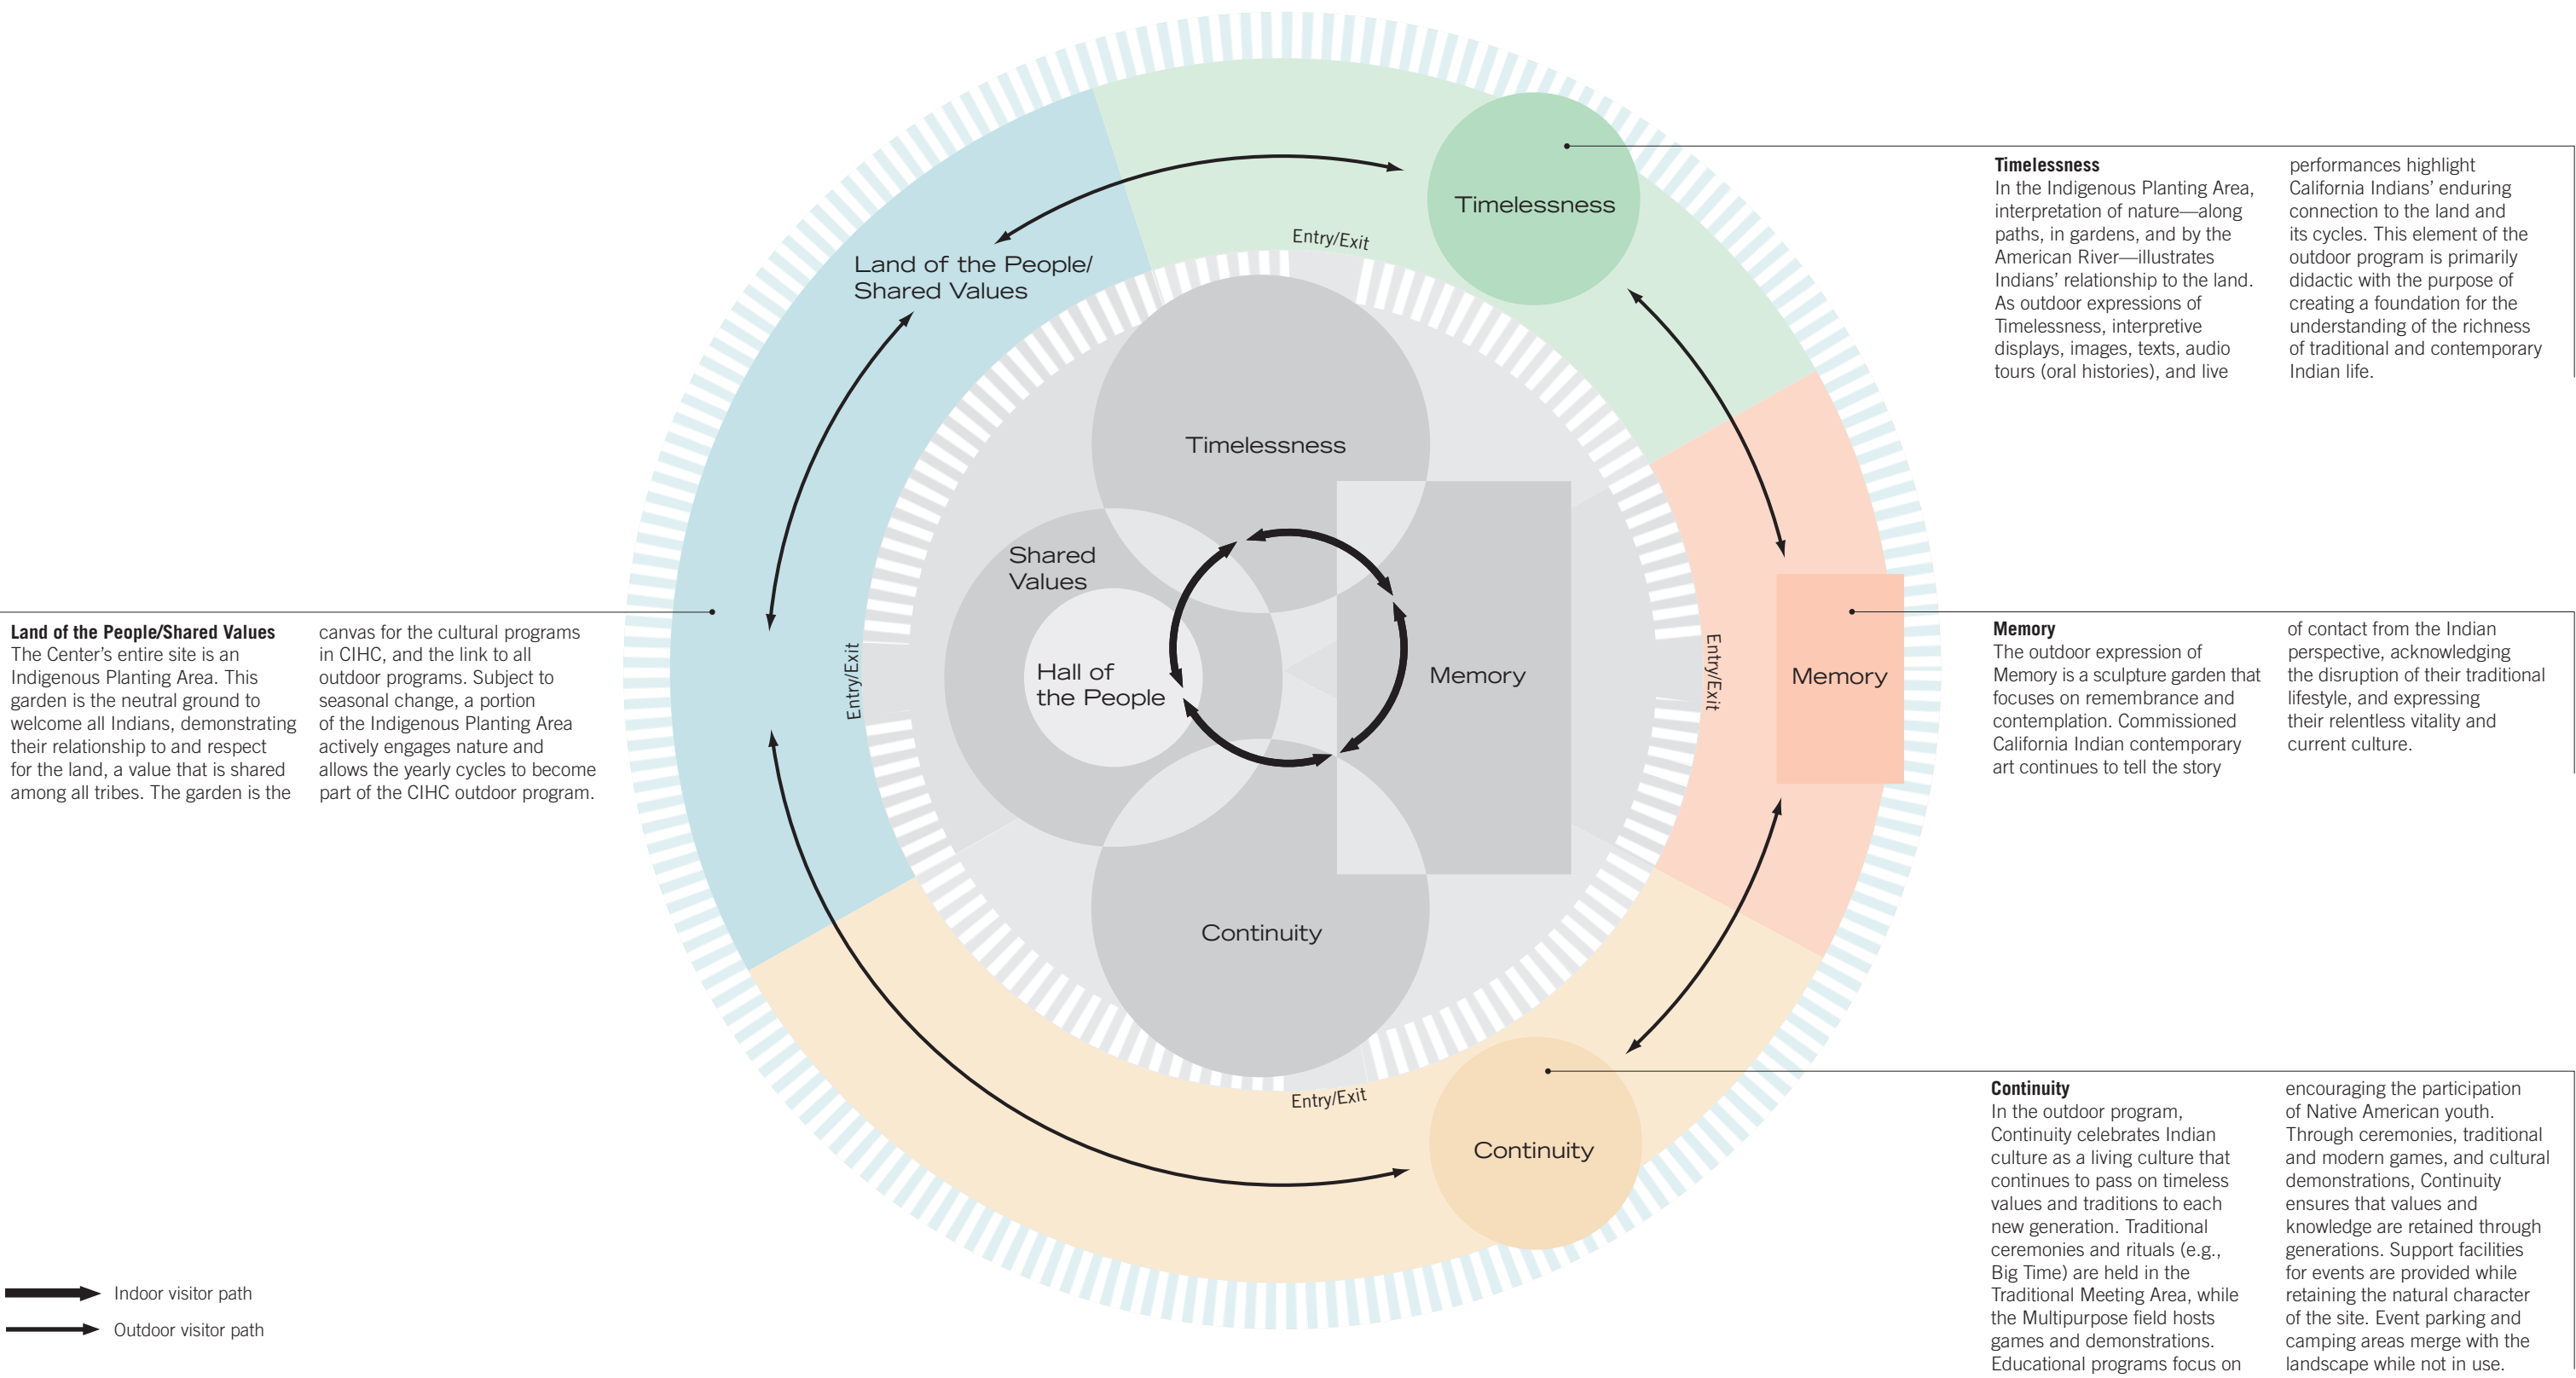 Timelessness
Entry/Exit
Land of the People/
Shared Values
Timelessness
Shared
Values
Hall of
the People
Memory
Continuity
Entry/Exit
Entry/Exit
Memory
Entry/Exit
Continuity
Timelessness
In the Indigenous Planting Area,
interpretation of nature—along
paths, in gardens, and by the
American River—illustrates
Indians’ relationship to the land.
As outdoor expressions of
Timelessness, interpretive
displays, images, texts, audio
tours (oral histories), and live
performances highlight
California Indians’ enduring
connection to the land and
its cycles. This element of the
outdoor program is primarily
didactic with the purpose of
creating a foundation for the
understanding of the richness
of traditional and contemporary
Indian life.
Land of the People/Shared Values
The Center’s entire site is an
Indigenous Planting Area. This
garden is the neutral ground to
welcome all Indians, demonstrating
their relationship to and respect
for the land, a value that is shared
among all tribes. The garden is the
canvas for the cultural programs
in CIHC, and the link to all
outdoor programs. Subject to
seasonal change, a portion
of the Indigenous Planting Area
actively engages nature and
allows the yearly cycles to become
part of the CIHC outdoor program.
Memory
The outdoor expression of
Memory is a sculpture garden that
focuses on remembrance and
contemplation. Commissioned
California Indian contemporary
art continues to tell the story
of contact from the Indian
perspective, acknowledging
the disruption of their traditional
lifestyle, and expressing
their relentless vitality and
current culture.
Continuity
In the outdoor program,
Continuity celebrates Indian
culture as a living culture that
continues to pass on timeless
values and traditions to each
new generation. Traditional
ceremonies and rituals (e.g.,
Big Time) are held in the
Traditional Meeting Area, while
the Multipurpose field hosts
games and demonstrations.
Educational programs focus on
encouraging the participation
of Native American youth.
Through ceremonies, traditional
and modern games, and cultural
demonstrations, Continuity
ensures that values and
knowledge are retained through
generations. Support facilities
for events are provided while
retaining the natural character
of the site. Event parking and
camping areas merge with the
landscape while not in use.
Indoor visitor path
Outdoor visitor path